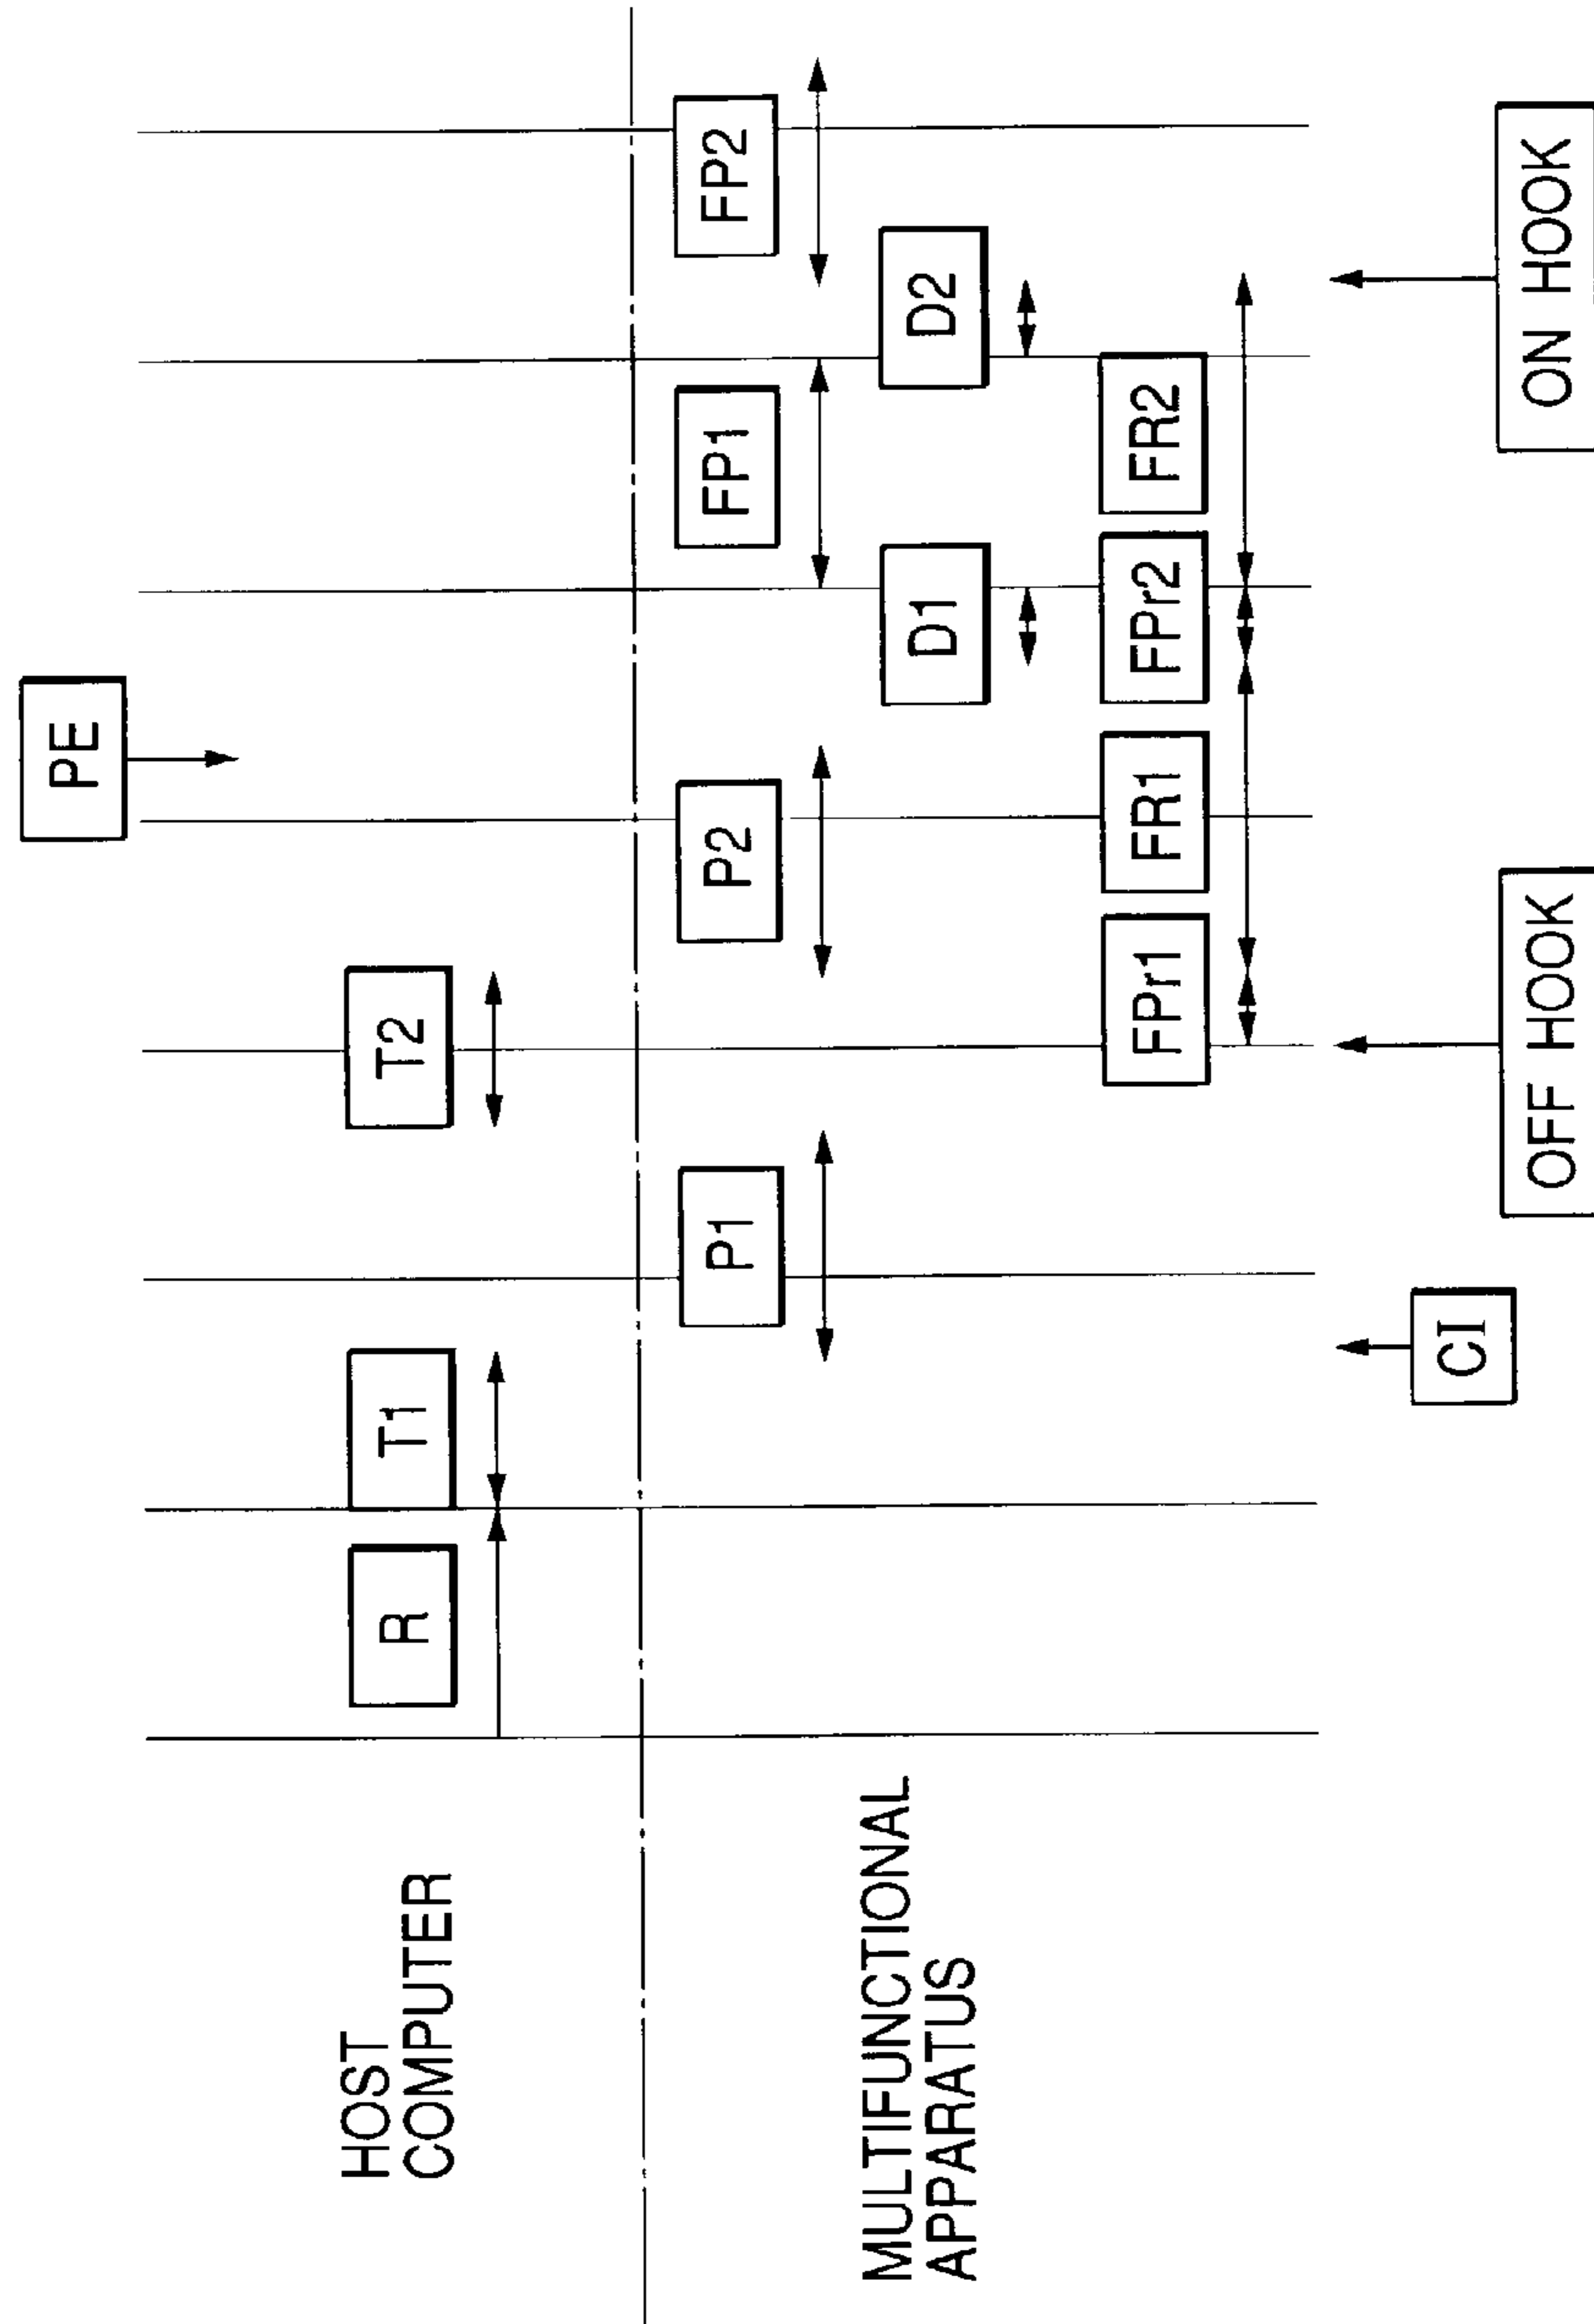 PE
HOST
COMPUTER
R
T1
T2
MULTIFUNCTIONAL
APPARATUS
P1
P2
FP1
FP2
D1
D2
FPr1
FR1
FPr2
FR2
CI
OFF HOOK
ON HOOK